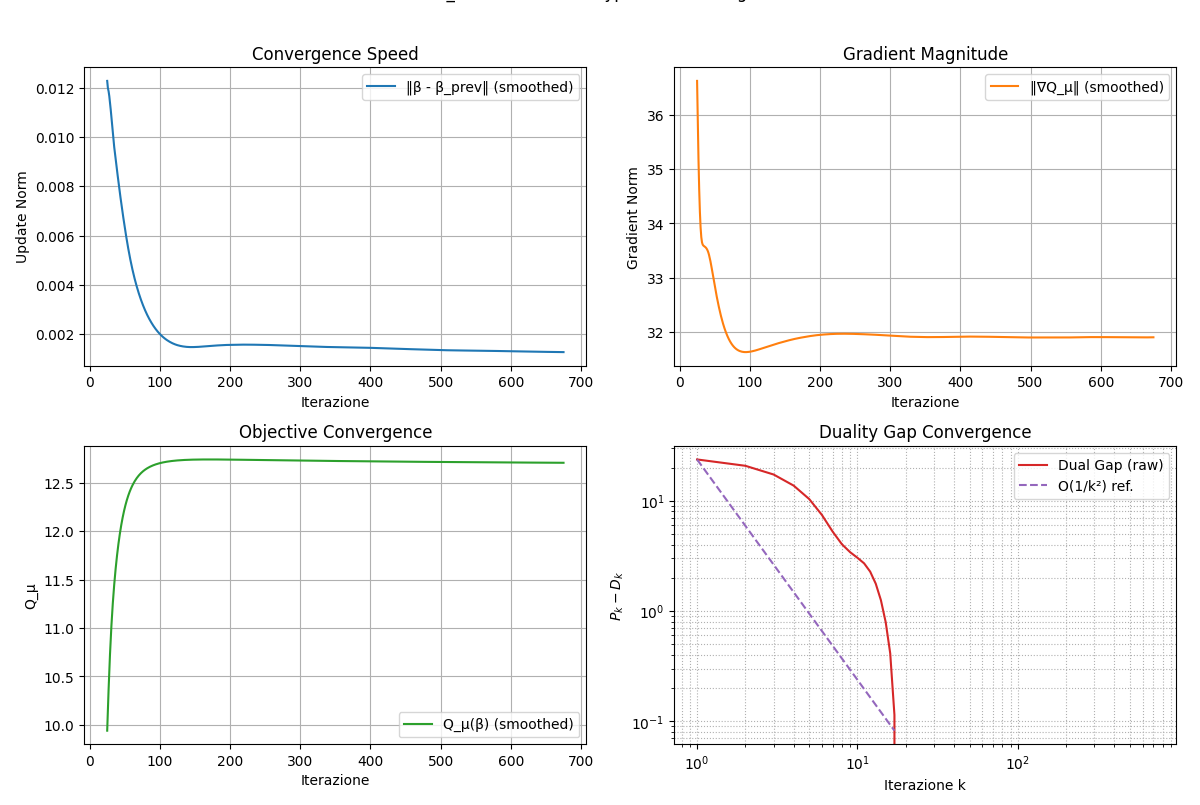 Convergence Speed
‖β - β_prev‖ (smoothed)
0.012
0.010
0.008
0.006
0.004
0.002
Update Norm
0 100 200 300 400 500 600 700
Iterazione
Gradient Magnitude
‖∇Q_μ‖ (smoothed)
36
35
34
33
32
Gradient Norm
0 100 200 300 400 500 600 700
Iterazione
Objective Convergence
12.5
12.0
11.5
11.0
10.5
10.0
Q_μ
Q_μ(β) (smoothed)
0 100 200 300 400 500 600 700
Iterazione
Duality Gap Convergence
Dual Gap (raw)
O(1/k²) ref.
10¹
10⁰
10⁻¹
Pₖ − Dₖ
10⁰ 10¹ 10²
Iterazione k